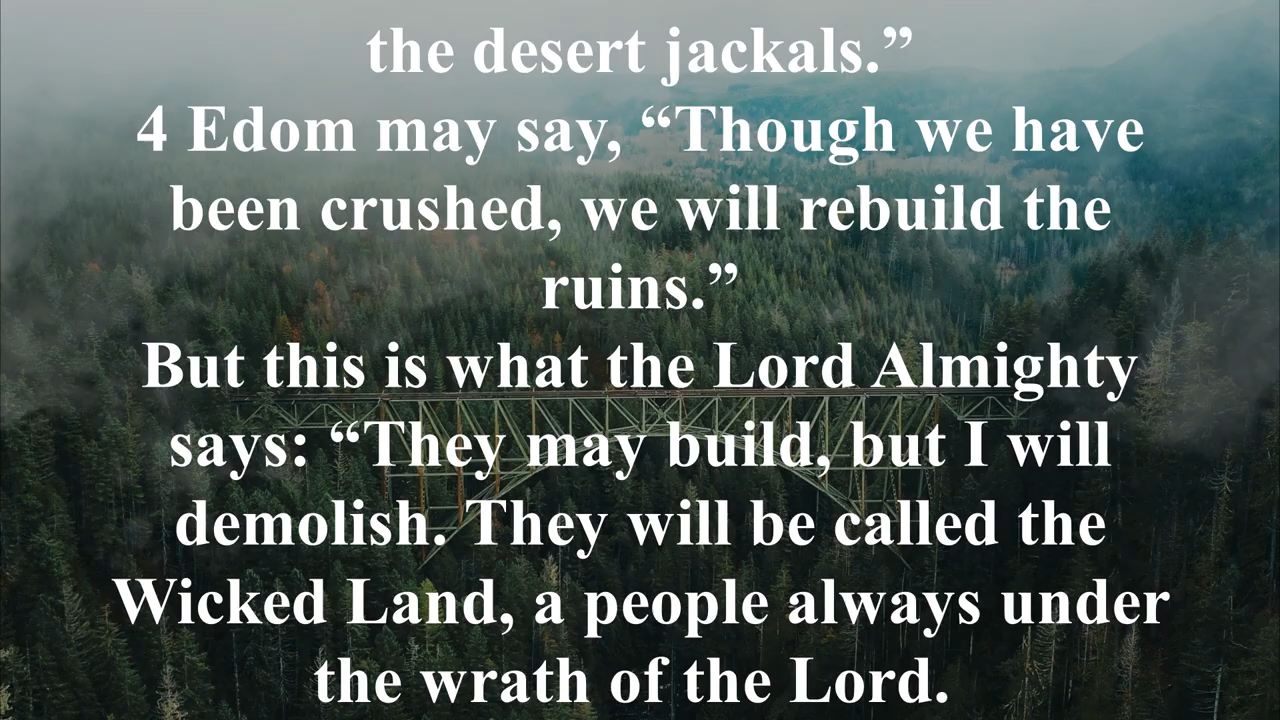 the desert jackals.”
4 Edom may say, “Though we have
been crushed, we will rebuild the
ruins.”
But this is what the Lord Almighty
says: “They may build, but I will
demolish. They will be called the
Wicked Land, a people always under
the wrath of the Lord.